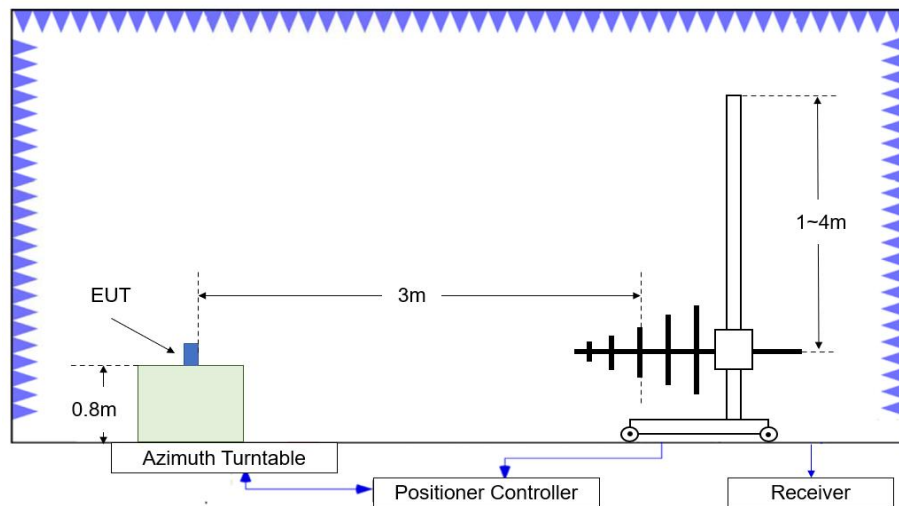 1~4m
EUT
3m
0.8m
Azimuth Turntable
Positioner Controller
Receiver